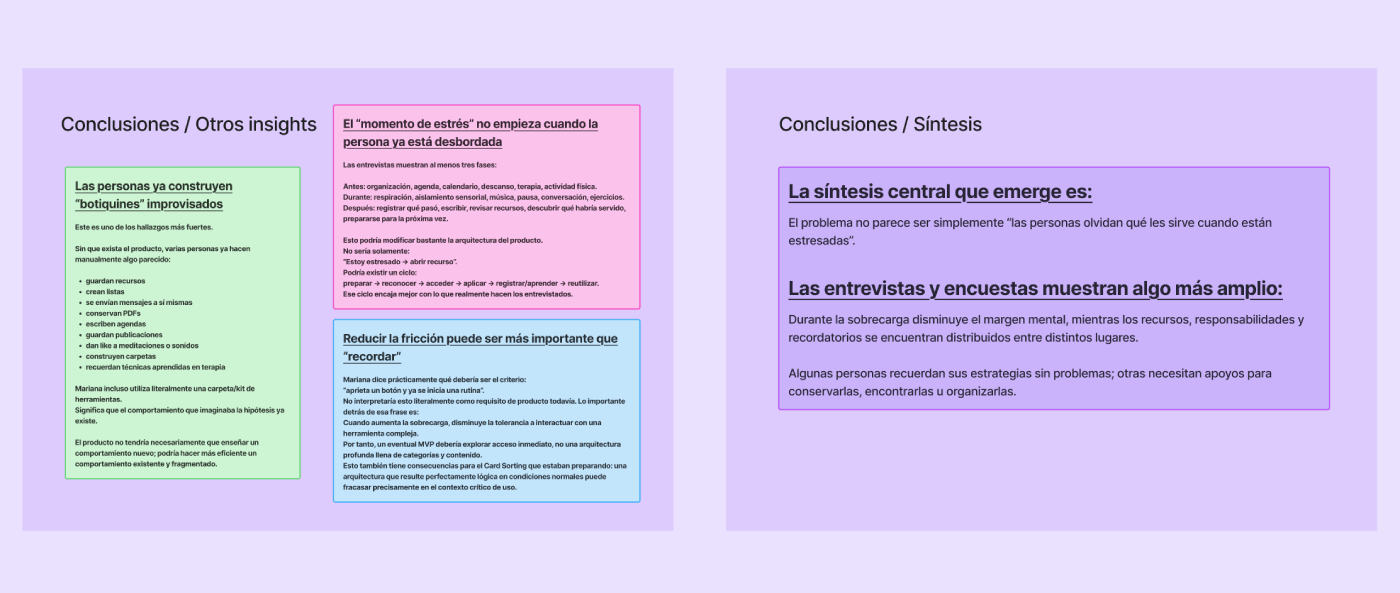 Conclusiones / Otros insights
Las personas ya construyen
“botiquines” improvisados
Este es uno de los hallazgos más fuertes.
Sin que exista el producto, varias personas ya hacen
manualmente algo parecido:
• guardan recursos
• crean listas
• se envían mensajes a sí mismas
• conservan PDFs
• escriben agendas
• guardan publicaciones
• dan like a meditaciones o sonidos
• construyen carpetas
• recuerdan técnicas aprendidas en terapia
Mariana incluso utiliza literalmente una carpeta/kit de
herramientas.
Significa que el comportamiento que imaginaba la hipótesis ya
existe.
El producto no tendría necesariamente que enseñar un
comportamiento nuevo; podría hacer más eficiente un
comportamiento existente y fragmentado.
El “momento de estrés” no empieza cuando la
persona ya está desbordada
Las entrevistas muestran al menos tres fases:
Antes: organización, agenda, calendario, descanso, terapia, actividad física.
Durante: respiración, aislamiento sensorial, música, pausa, conversación, ejercicios.
Después: registrar qué pasó, escribir, revisar recursos, descubrir qué habría servido,
prepararse para la próxima vez.
Esto podría modificar bastante la arquitectura del producto.
No sería solamente:
“Estoy estresado → abrir recurso”.
Podría existir un ciclo:
preparar → reconocer → acceder → aplicar → registrar/aprender → reutilizar.
Ese ciclo encaja mejor con lo que realmente hacen los entrevistados.
Reducir la fricción puede ser más importante que
“recordar”
Mariana dice prácticamente qué debería ser el criterio:
“aprieta un botón y ya se inicia una rutina”.
No interpretaría esto literalmente como requisito de producto todavía. Lo importante
detrás de esa frase es:
Cuando aumenta la sobrecarga, disminuye la tolerancia a interactuar con una
herramienta compleja.
Por tanto, un eventual MVP debería explorar acceso inmediato, no una arquitectura
profunda llena de categorías y contenido.
Esto también tiene consecuencias para el Card Sorting que estaban preparando: una
arquitectura que resulte perfectamente lógica en condiciones normales puede
fracasar precisamente en el contexto crítico de uso.
Conclusiones / Síntesis
La síntesis central que emerge es:
El problema no parece ser simplemente “las personas olvidan qué les sirve cuando están
estresadas”.
Las entrevistas y encuestas muestran algo más amplio:
Durante la sobrecarga disminuye el margen mental, mientras los recursos, responsabilidades y
recordatorios se encuentran distribuidos entre distintos lugares.
Algunas personas recuerdan sus estrategias sin problemas; otras necesitan apoyos para
conservarlas, encontrarlas u organizarlas.